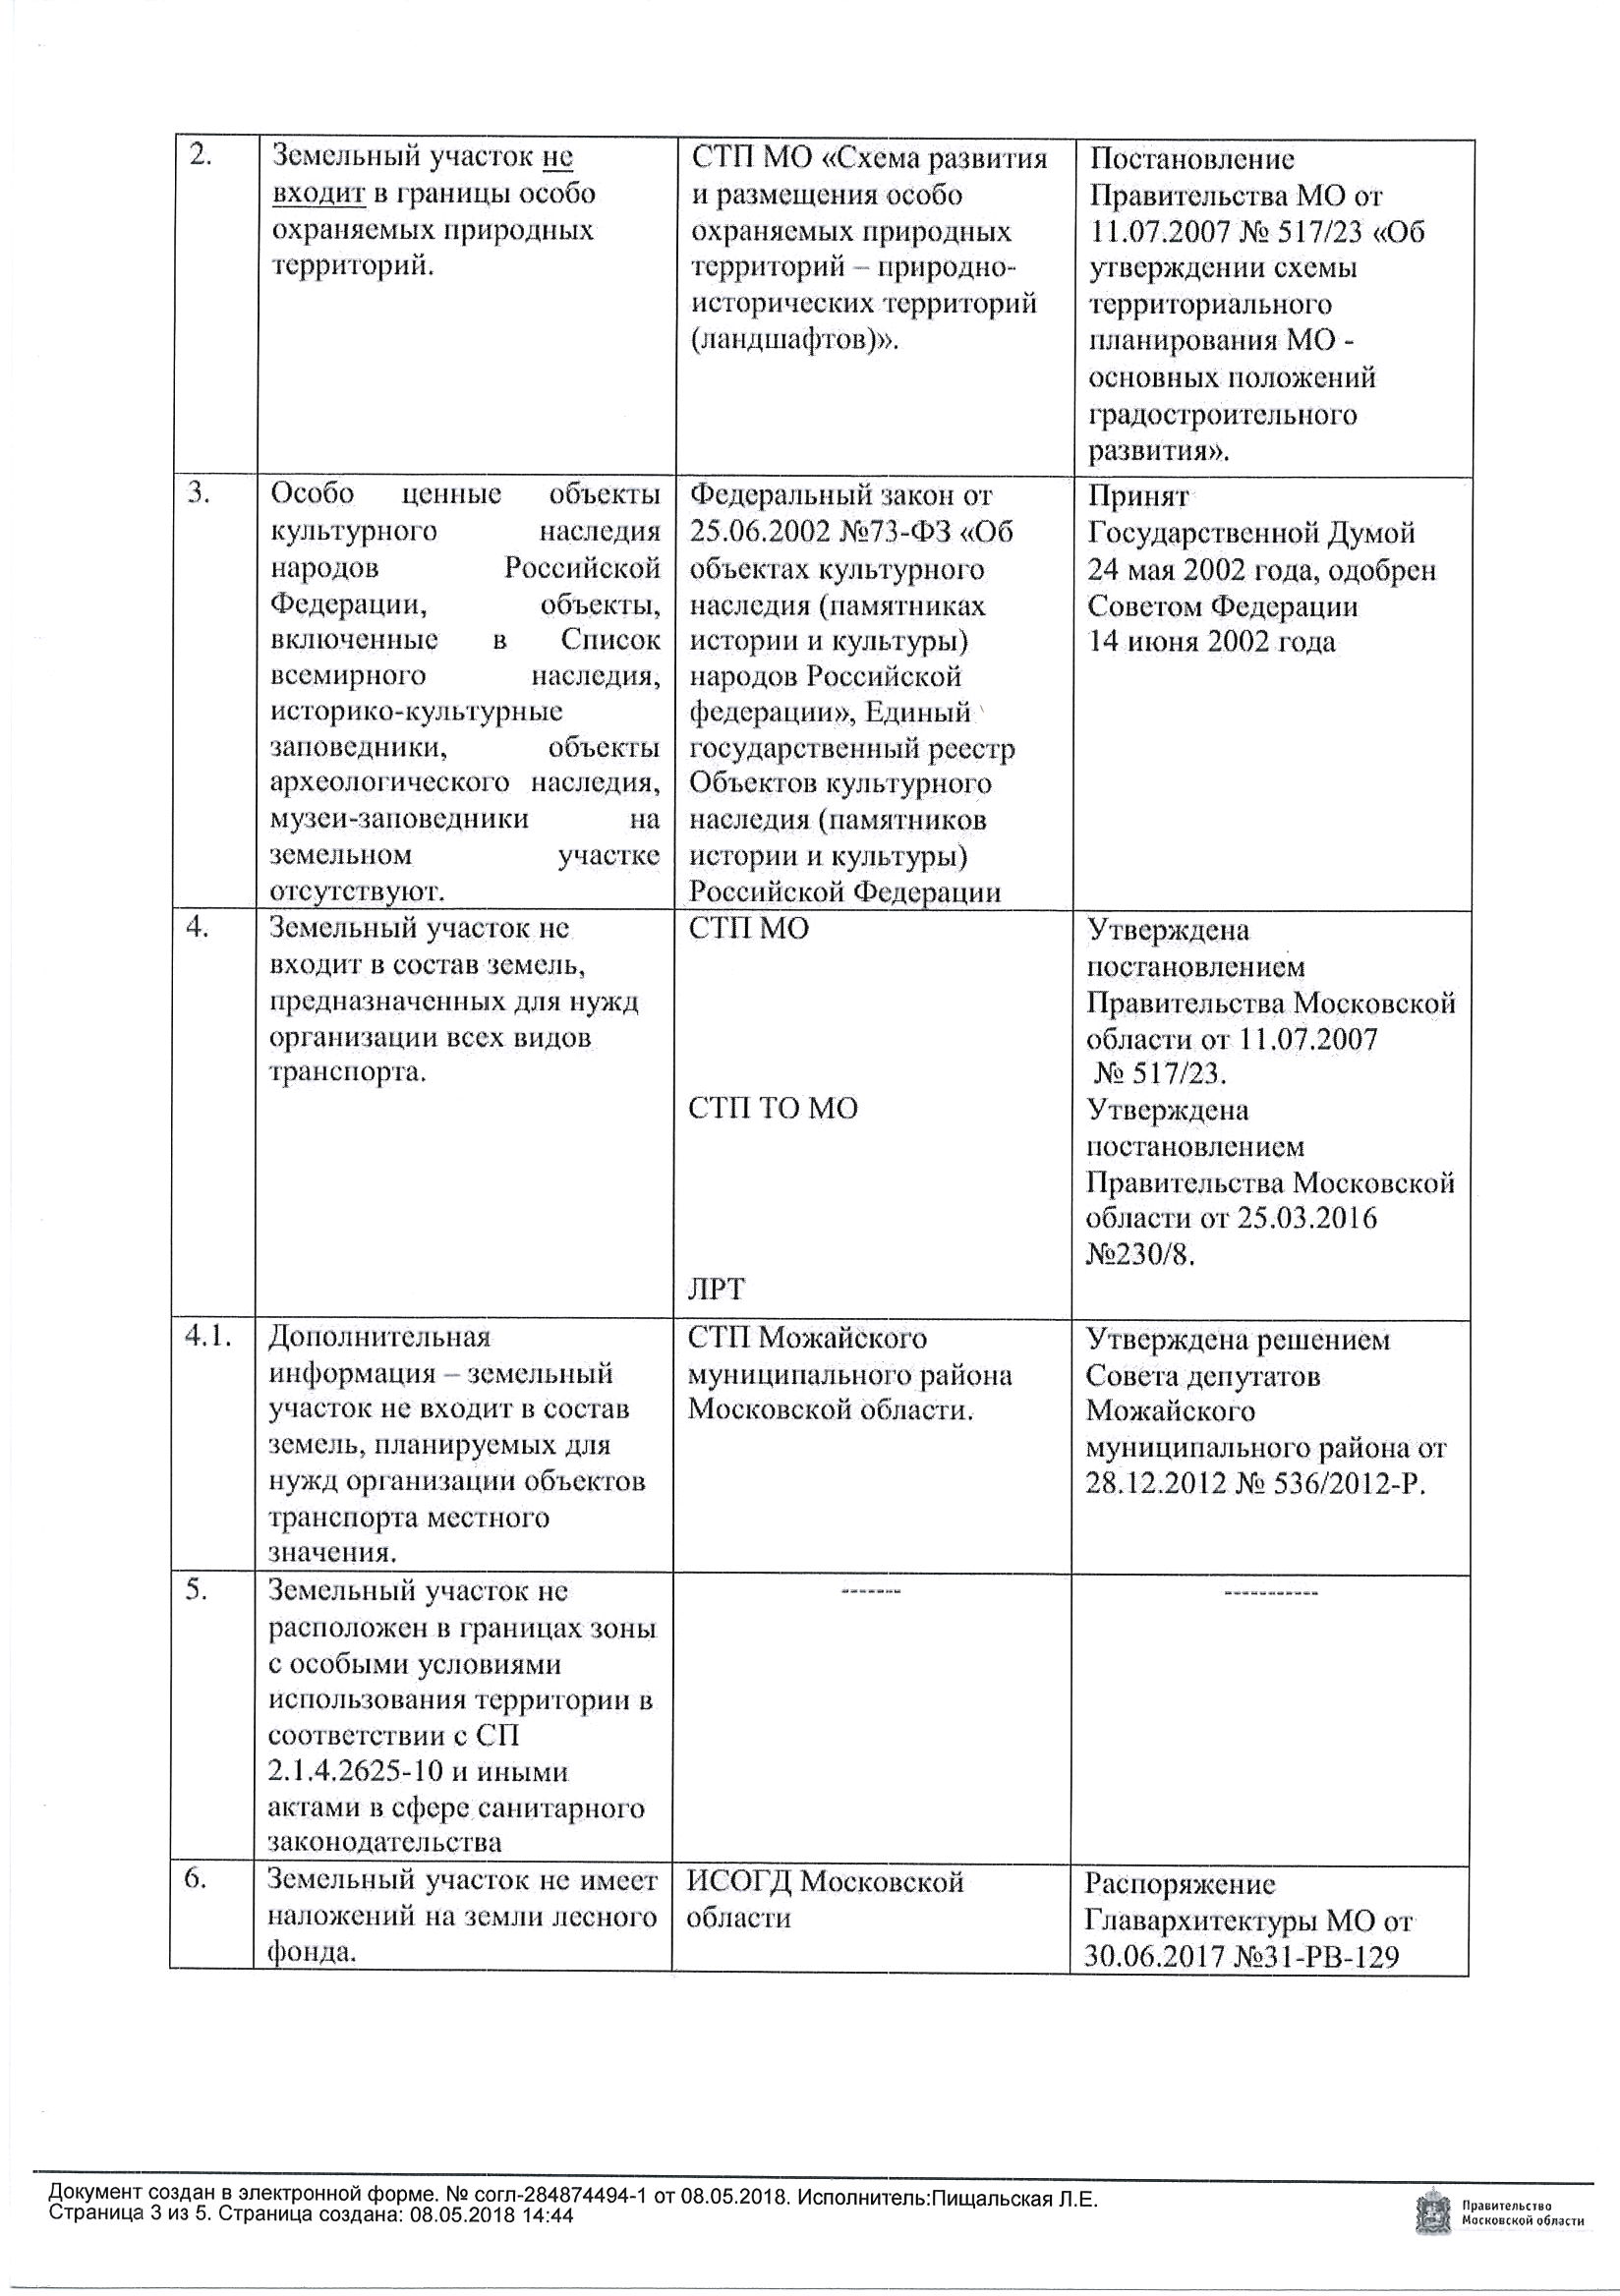 2.
Земельный участок не
входит в границы особо
охраняемых природных
территорий.
СТП МО «Схема развития
и размещения особо
охраняемых природных
территорий – природно-
исторических территорий
(ландшафтов)».
Постановление
Правительства МО от
11.07.2007 № 517/23 «Об
утверждении схемы
территориального
планирования МО -
основных положений
градостроительного
развития».
3.
Особо ценные объекты
культурного наследия
народов Российской
Федерации, объекты,
включенные в Список
всемирного наследия,
историко-культурные
заповедники, объекты
археологического наследия,
музеи-заповедники на
земельном участке
отсутствуют.
Федеральный закон от
25.06.2002 №73-ФЗ «Об
объектах культурного
наследия (памятниках
истории и культуры)
народов Российской
федерации», Единый
государственный реестр
Объектов культурного
наследия (памятников
истории и культуры)
Российской Федерации
Принят
Государственной Думой
24 мая 2002 года, одобрен
Советом Федерации
14 июня 2002 года
4.
Земельный участок не
входит в состав земель,
предназначенных для нужд
организации всех видов
транспорта.
СТП МО
СТП ТО МО
ЛРТ
Утверждена
постановлением
Правительства Московской
области от 11.07.2007
№ 517/23.
Утверждена
постановлением
Правительства Московской
области от 25.03.2016
№230/8.
4.1.
Дополнительная
информация – земельный
участок не входит в состав
земель, планируемых для
нужд организации объектов
транспорта местного
значения.
СТП Можайского
муниципального района
Московской области.
Утверждена решением
Совета депутатов
Можайского
муниципального района от
28.12.2012 № 536/2012-Р.
5.
Земельный участок не
расположен в границах зоны
с особыми условиями
использования территории в
соответствии с СП
2.1.4.2625-10 и иными
актами в сфере санитарного
законодательства
-------
-----------
6.
Земельный участок не имеет
наложений на земли лесного
фонда.
ИСОГД Московской
области
Распоряжение
Главархитектуры МО от
30.06.2017 №31-РВ-129
Документ создан в электронной форме. № согл-284874494-1 от 08.05.2018. Исполнитель:Пищальская Л.Е.
Страница 3 из 5. Страница создана: 08.05.2018 14:44
Правительство
Московской области